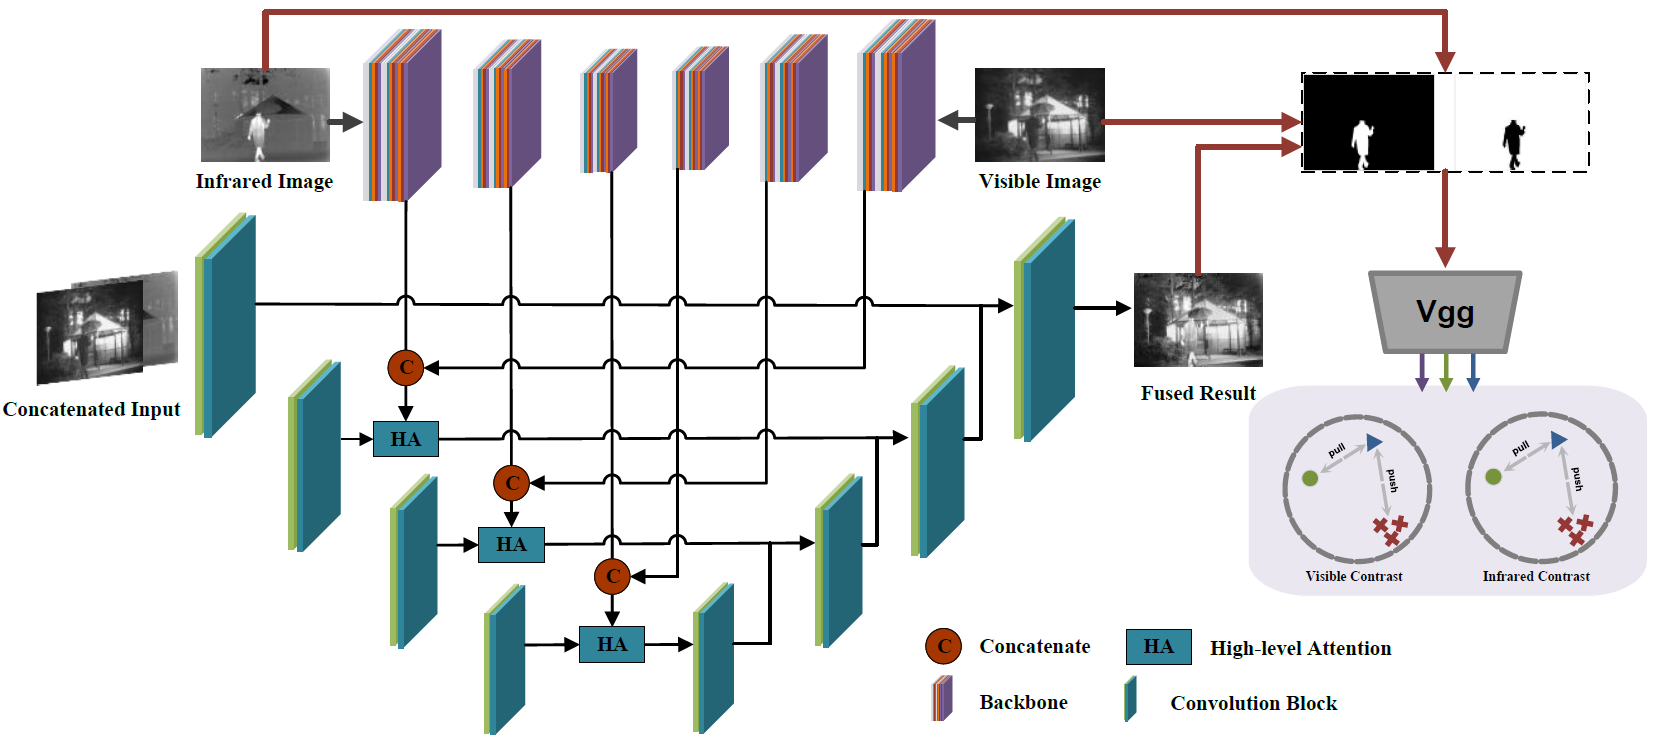 Infrared Image
Visible Image
Concatenated Input
C
HA
C
HA
C
HA
Fused Result
Vgg
pull
push
Visible Contrast
pull
push
Infrared Contrast
C Concatenate
HA High-level Attention
Backbone
Convolution Block